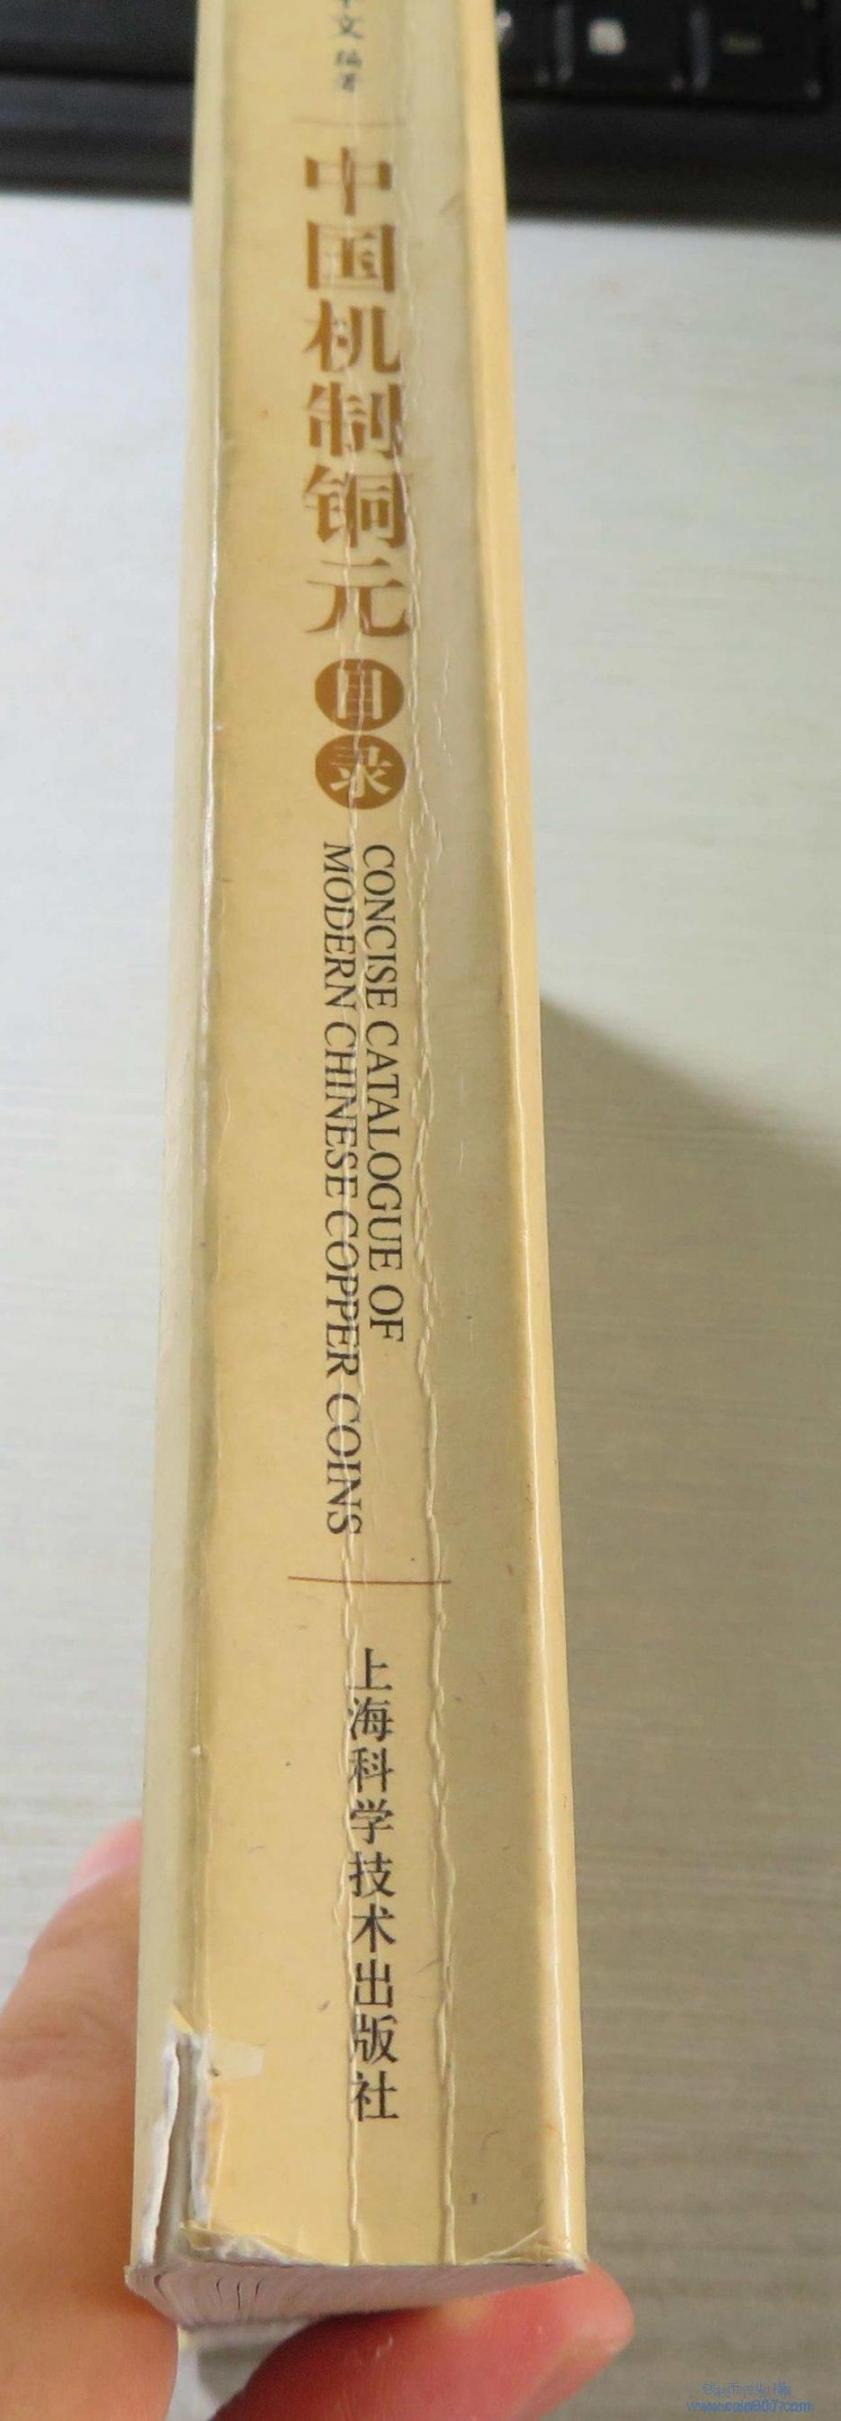 文 编著
中国机制铜元
目录
CONCISE CATALOGUE OF
MODERN CHINESE COPPER COINS
上海科学技术出版社